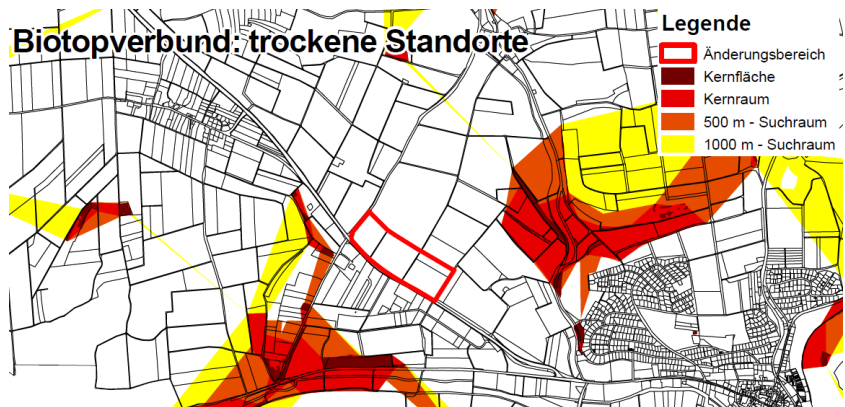 Biotopverbund: trockene Standorte
Legende
Änderungsbereich
Kernfläche
Kernraum
500 m - Suchraum
1000 m - Suchraum